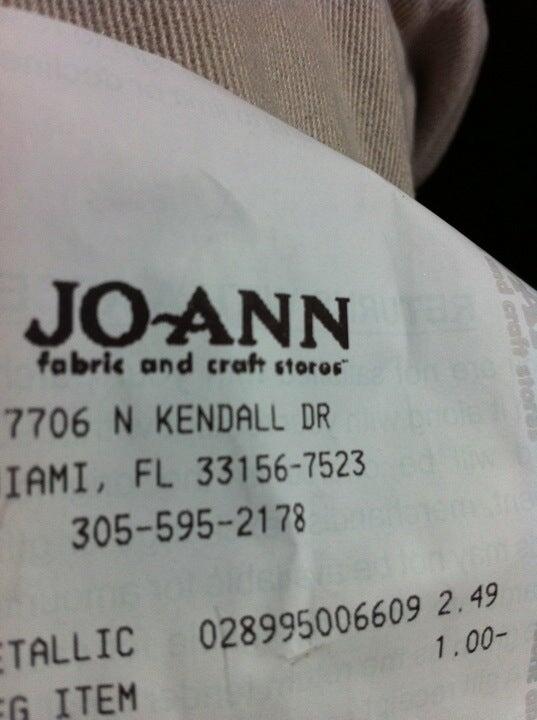 JO-ANN
fabric and craft stores
7706 N KENDALL DR
IAMI, FL 33156-7523
305-595-2178
ETALLIC 028995006609 2.49
EG ITEM 1.00-